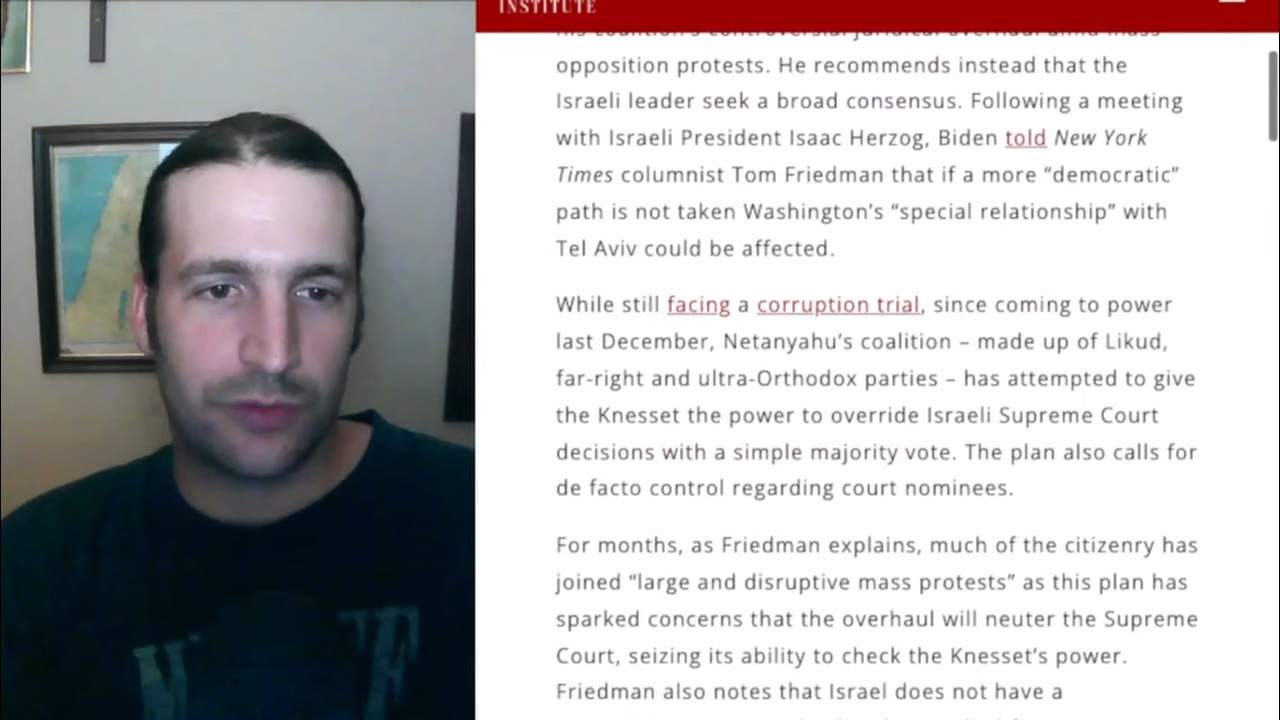 INSTITUTE
his coalition's controversial juridical overhaul amid mass
opposition protests. He recommends instead that the
Israeli leader seek a broad consensus. Following a meeting
with Israeli President Isaac Herzog, Biden told New York
Times columnist Tom Friedman that if a more “democratic”
path is not taken Washington’s “special relationship” with
Tel Aviv could be affected.
While still facing a corruption trial, since coming to power
last December, Netanyahu’s coalition – made up of Likud,
far-right and ultra-Orthodox parties – has attempted to give
the Knesset the power to override Israeli Supreme Court
decisions with a simple majority vote. The plan also calls for
de facto control regarding court nominees.
For months, as Friedman explains, much of the citizenry has
joined “large and disruptive mass protests” as this plan has
sparked concerns that the overhaul will neuter the Supreme
Court, seizing its ability to check the Knesset’s power.
Friedman also notes that Israel does not have a